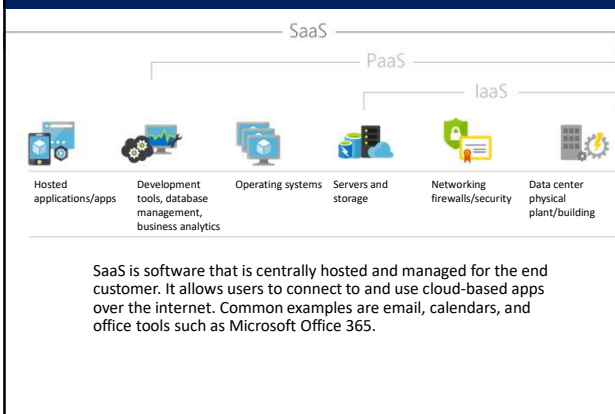 SaaS
PaaS
IaaS
Hosted
applications/apps
Development
tools, database
management,
business analytics
Operating systems
Servers and
storage
Networking
firewalls/security
Data center
physical
plant/building
SaaS is software that is centrally hosted and managed for the end
customer. It allows users to connect to and use cloud-based apps
over the internet. Common examples are email, calendars, and
office tools such as Microsoft Office 365.